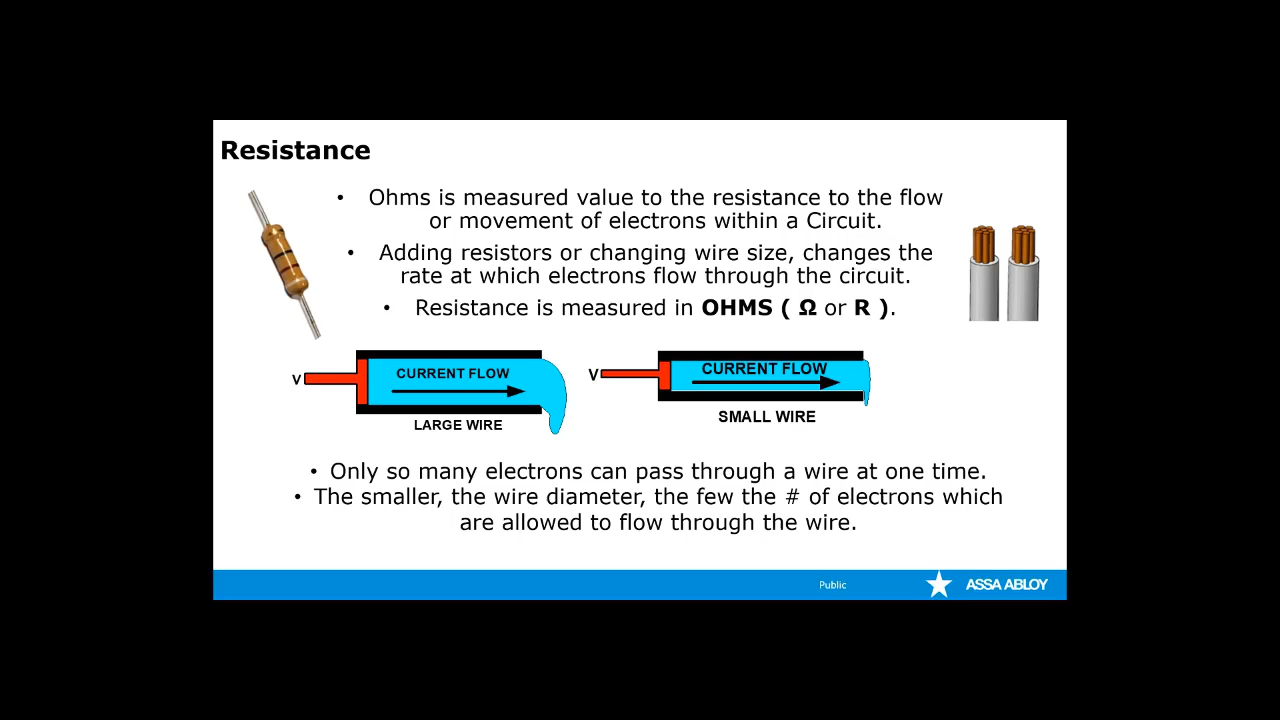 Resistance
• Ohms is measured value to the resistance to the flow
or movement of electrons within a Circuit.
• Adding resistors or changing wire size, changes the
rate at which electrons flow through the circuit.
• Resistance is measured in OHMS ( Ω or R ).
V
CURRENT FLOW
LARGE WIRE
V
CURRENT FLOW
SMALL WIRE
• Only so many electrons can pass through a wire at one time.
• The smaller, the wire diameter, the few the # of electrons which
are allowed to flow through the wire.
Public
ASSA ABLOY